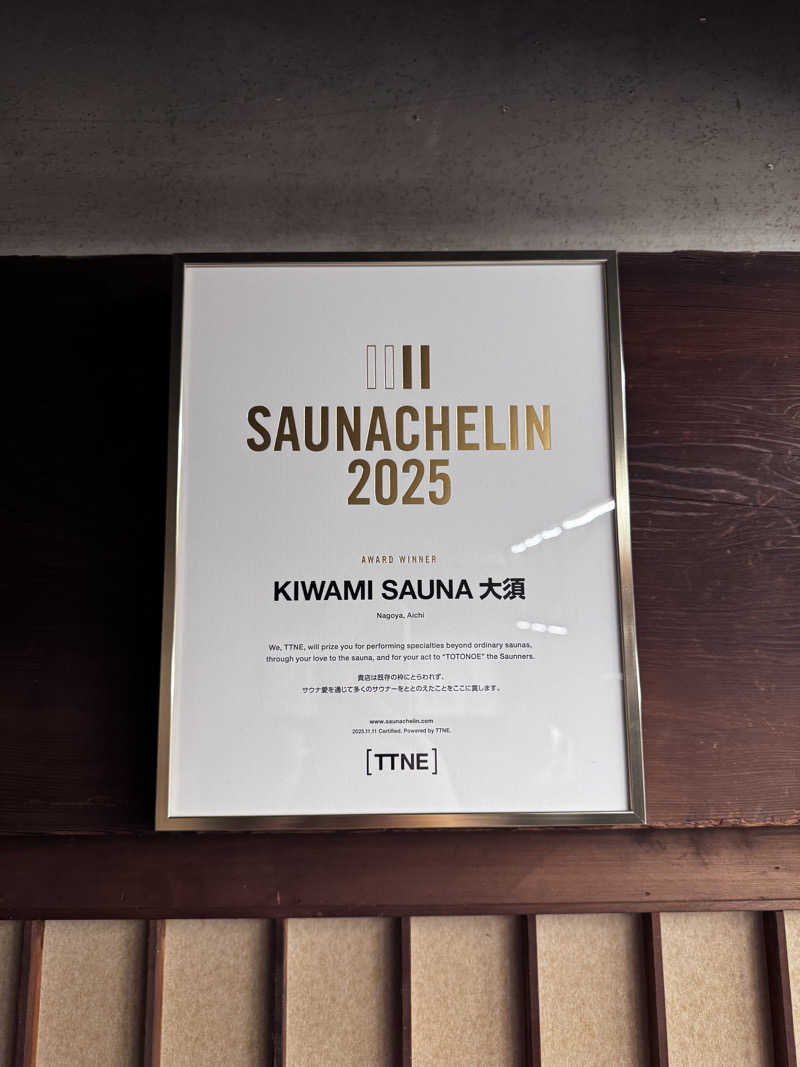 SAUNACHELIN
2025
AWARD WINNER
KIWAMI SAUNA 大須
Nagoya, Aichi
We, TTNE, will prize you for performing specialties beyond ordinary saunas,
through your love to the sauna, and for your act to “TOTONOE” the Saunners.
貴店は既存の枠にとらわれず、
サウナ愛を通じて多くのサウナーをととのえたことをここに賞します。
www.saunachelin.com
2025.11.11 Certified. Powered by TTNE.
[TTNE]